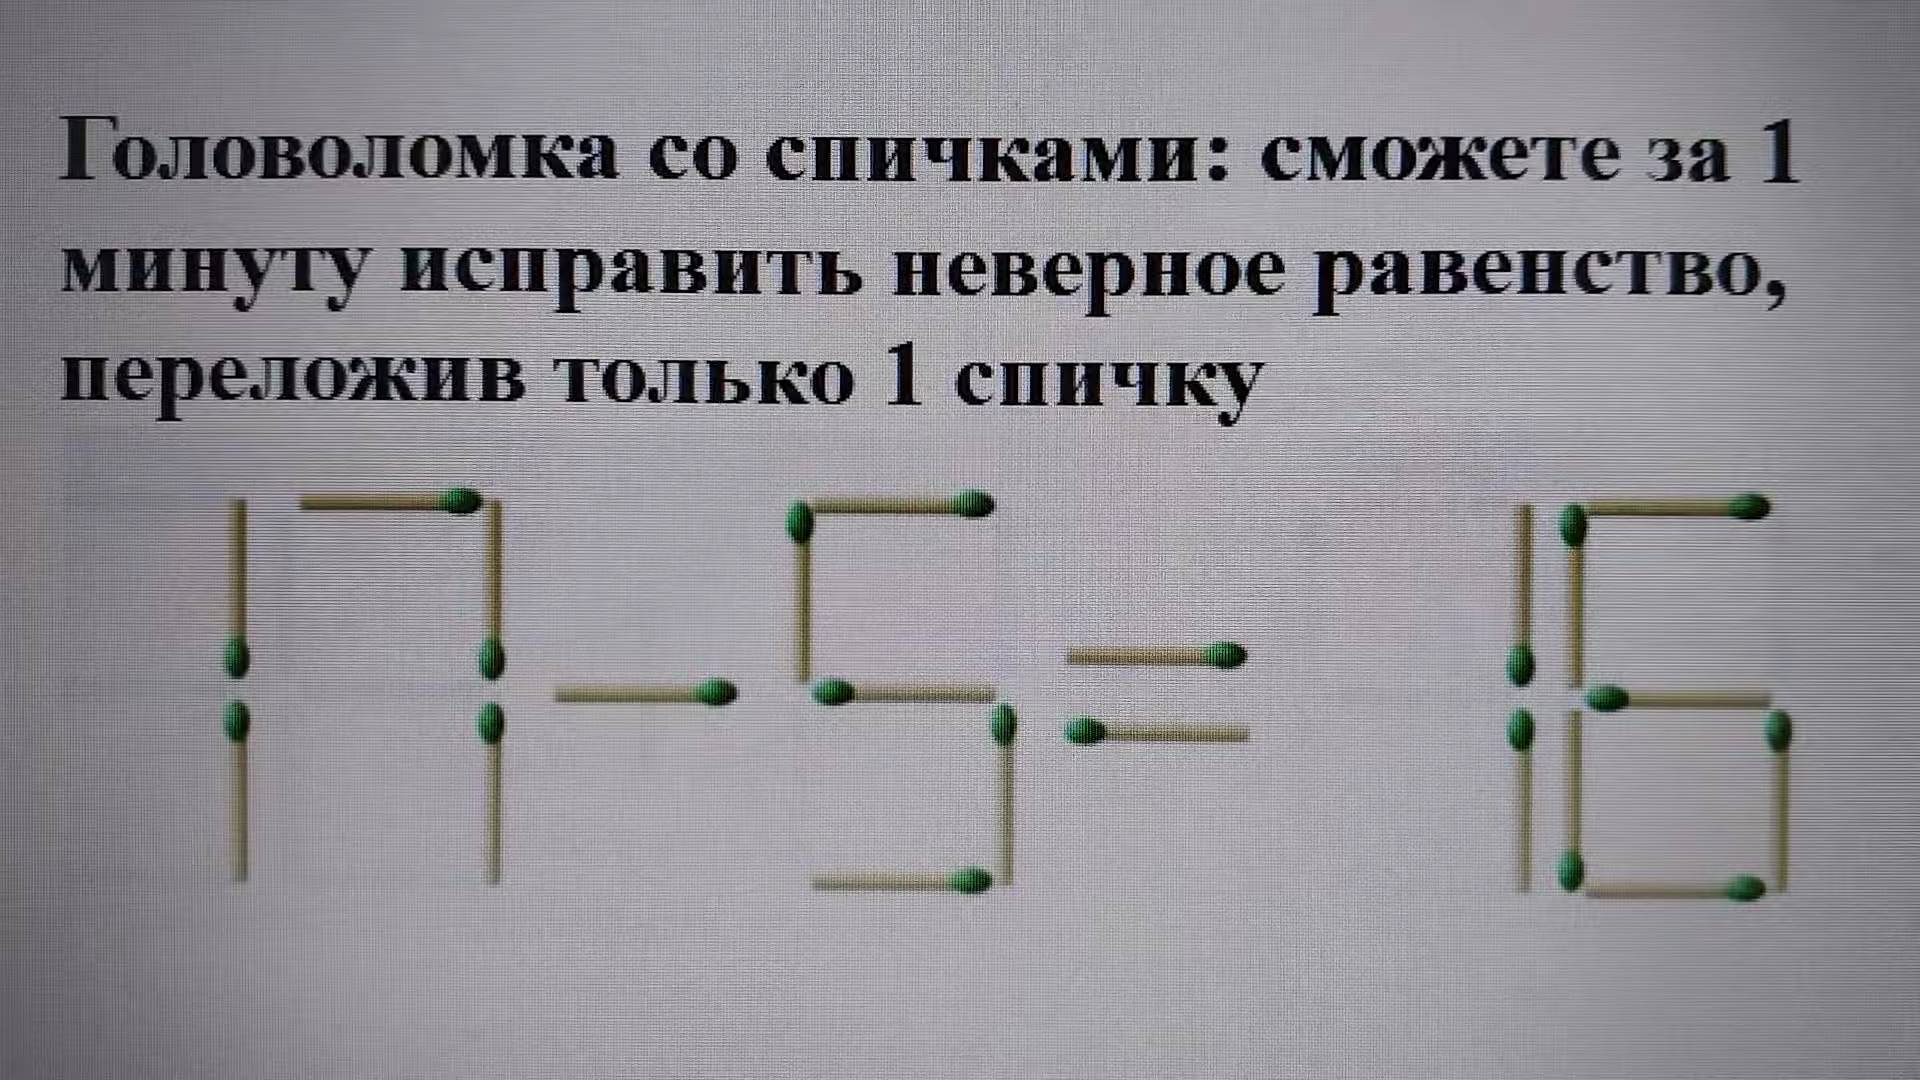 Головоломка со спичками: сможете за 1
минуту исправить неверное равенство,
переложив только 1 спичку
17 - 5 = 16